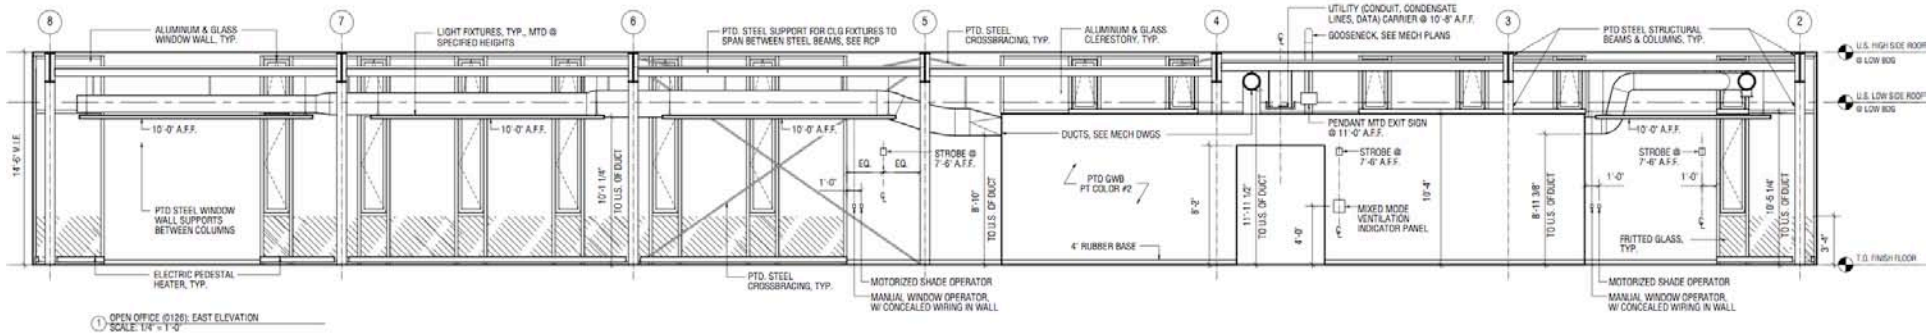 8
7
6
5
4
3
2
ALUMINUM & GLASS
WINDOW WALL, TYP.
LIGHT FIXTURES, TYP., MTD @
SPECIFIED HEIGHTS
PTD. STEEL SUPPORT FOR CLG FIXTURES TO
SPAN BETWEEN STEEL BEAMS, SEE RCP
PTD. STEEL
CROSSBRACING, TYP.
ALUMINUM & GLASS
CLERESTORY, TYP.
UTILITY (CONDUIT, CONDENSATE
LINES, DATA) CARRIER @ 10'-8" A.F.F.
GOOSENECK, SEE MECH PLANS
PTD STEEL STRUCTURAL
BEAMS & COLUMNS, TYP.
U.S. HIGH SIDE ROOF
@ LOW BDG
U.S. LOW SIDE ROOF
@ LOW BDG
14'-6" V.I.F.
10'-0" A.F.F.
10'-0" A.F.F.
10'-0" A.F.F.
10'-0" A.F.F.
PTD STEEL WINDOW
WALL SUPPORTS
BETWEEN COLUMNS
10'-1 1/4"
TO U.S. OF DUCT
EQ.
EQ.
1'-0"
STROBE @
7'-6" A.F.F.
8'-10"
TO U.S. OF DUCT
DUCTS, SEE MECH DWGS
PTD GWB
PT COLOR #2
8'-2"
11'-11 1/2"
TO U.S. OF DUCT
4'-0"
PENDANT MTD EXIT SIGN
@ 11'-0" A.F.F.
STROBE @
7'-6" A.F.F.
MIXED MODE
VENTILATION
INDICATOR PANEL
10'-4"
8'-11 3/8"
TO U.S. OF DUCT
1'-0"
STROBE @
7'-6" A.F.F.
1'-0"
10'-5 1/4"
TO U.S. OF DUCT
FRITTED GLASS,
TYP.
3'-4"
4" RUBBER BASE
T.O. FINISH FLOOR
ELECTRIC PEDESTAL
HEATER, TYP.
PTD. STEEL
CROSSBRACING, TYP.
MOTORIZED SHADE OPERATOR
MANUAL WINDOW OPERATOR,
W/ CONCEALED WIRING IN WALL
MOTORIZED SHADE OPERATOR
MANUAL WINDOW OPERATOR,
W/ CONCEALED WIRING IN WALL
1
OPEN OFFICE (0126): EAST ELEVATION
SCALE: 1/4" = 1'-0"